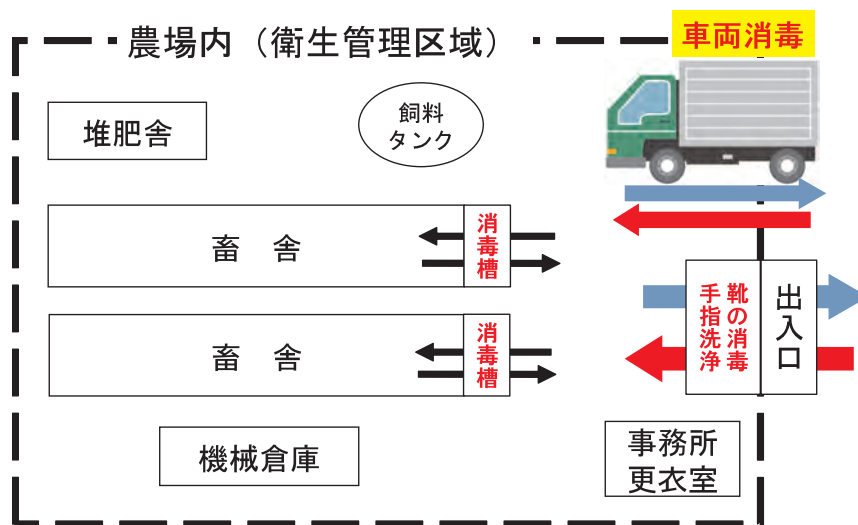 農場内（衛生管理区域）
車両消毒
堆肥舎
飼料
タンク
畜 舎
消毒槽
靴の消毒
手指洗浄
出入口
畜 舎
消毒槽
機械倉庫
事務所
更衣室